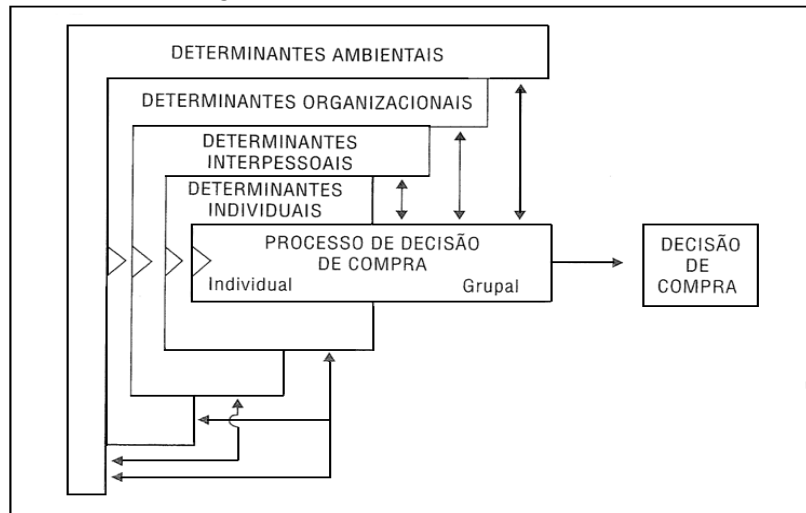 DETERMINANTES AMBIENTAIS
DETERMINANTES ORGANIZACIONAIS
DETERMINANTES
INTERPESSOAIS
DETERMINANTES
INDIVIDUAIS
PROCESSO DE DECISÃO
DE COMPRA
Individual
Grupal
DECISÃO
DE
COMPRA